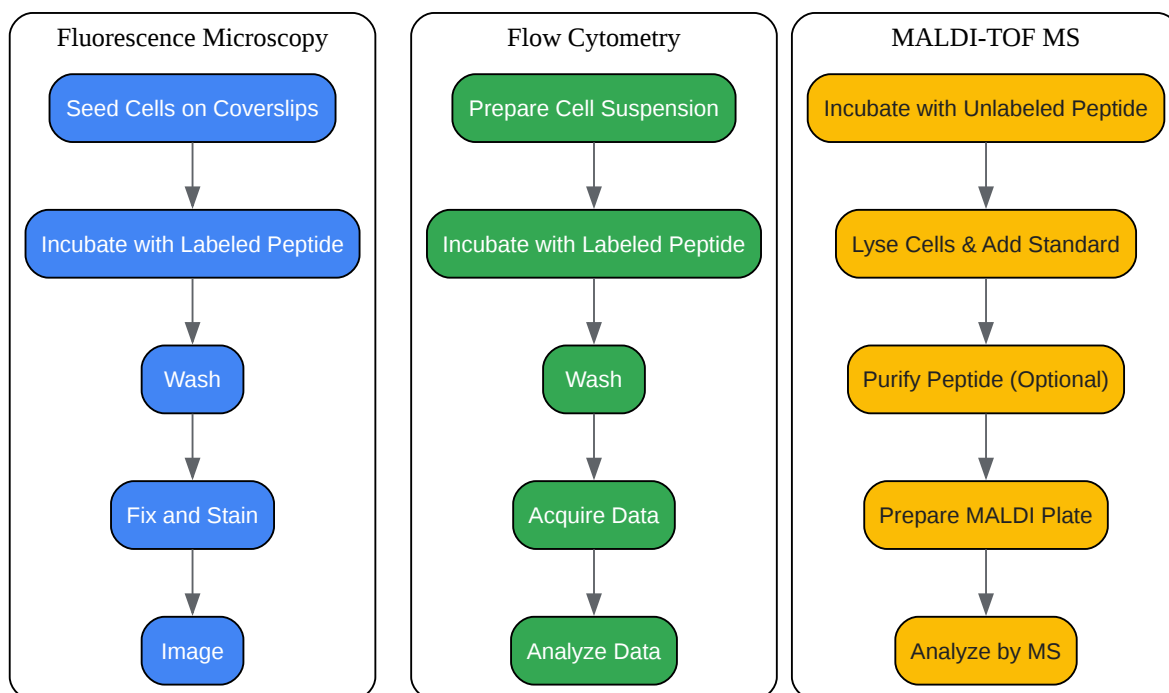 Fluorescence Microscopy
Seed Cells on Coverslips
Incubate with Labeled Peptide
Wash
Fix and Stain
Image
Flow Cytometry
Prepare Cell Suspension
Incubate with Labeled Peptide
Wash
Acquire Data
Analyze Data
MALDI-TOF MS
Incubate with Unlabeled Peptide
Lyse Cells & Add Standard
Purify Peptide (Optional)
Prepare MALDI Plate
Analyze by MS